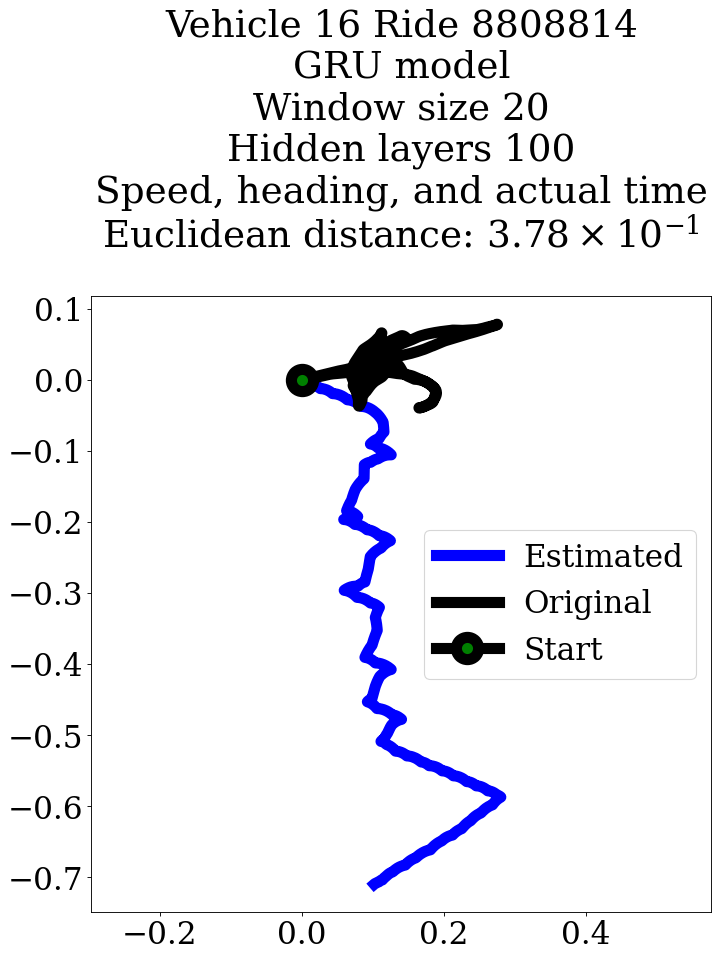 Vehicle 16 Ride 8808814
GRU model
Window size 20
Hidden layers 100
Speed, heading, and actual time
Euclidean distance: 3.78 × 10⁻¹
0.1
0.0
−0.1
−0.2
−0.3
−0.4
−0.5
−0.6
−0.7
Estimated
Original
Start
−0.2
0.0
0.2
0.4